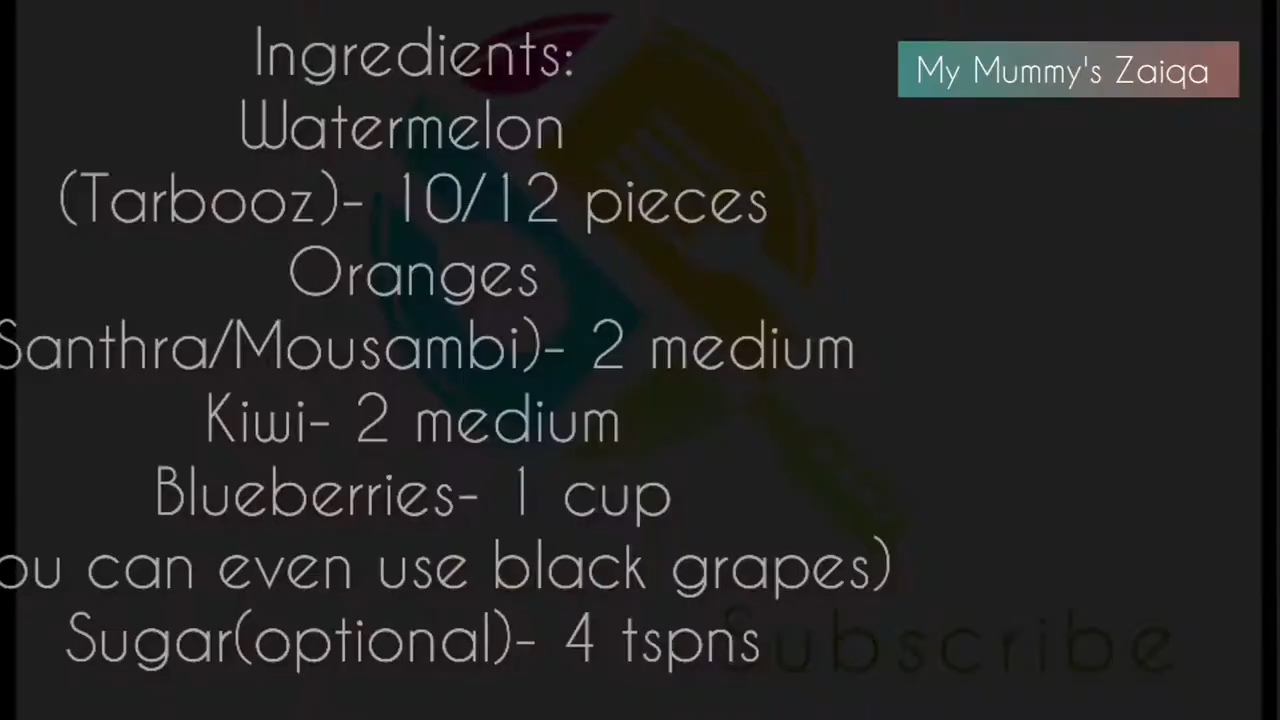 Ingredients:
My Mummy's Zaiqa
Watermelon
(Tarbooz)- 10/12 pieces
Oranges
Santhra/Mousambi)- 2 medium
Kiwi- 2 medium
Blueberries- 1 cup
ou can even use black grapes)
Sugar(optional)- 4 tspns
Subscribe